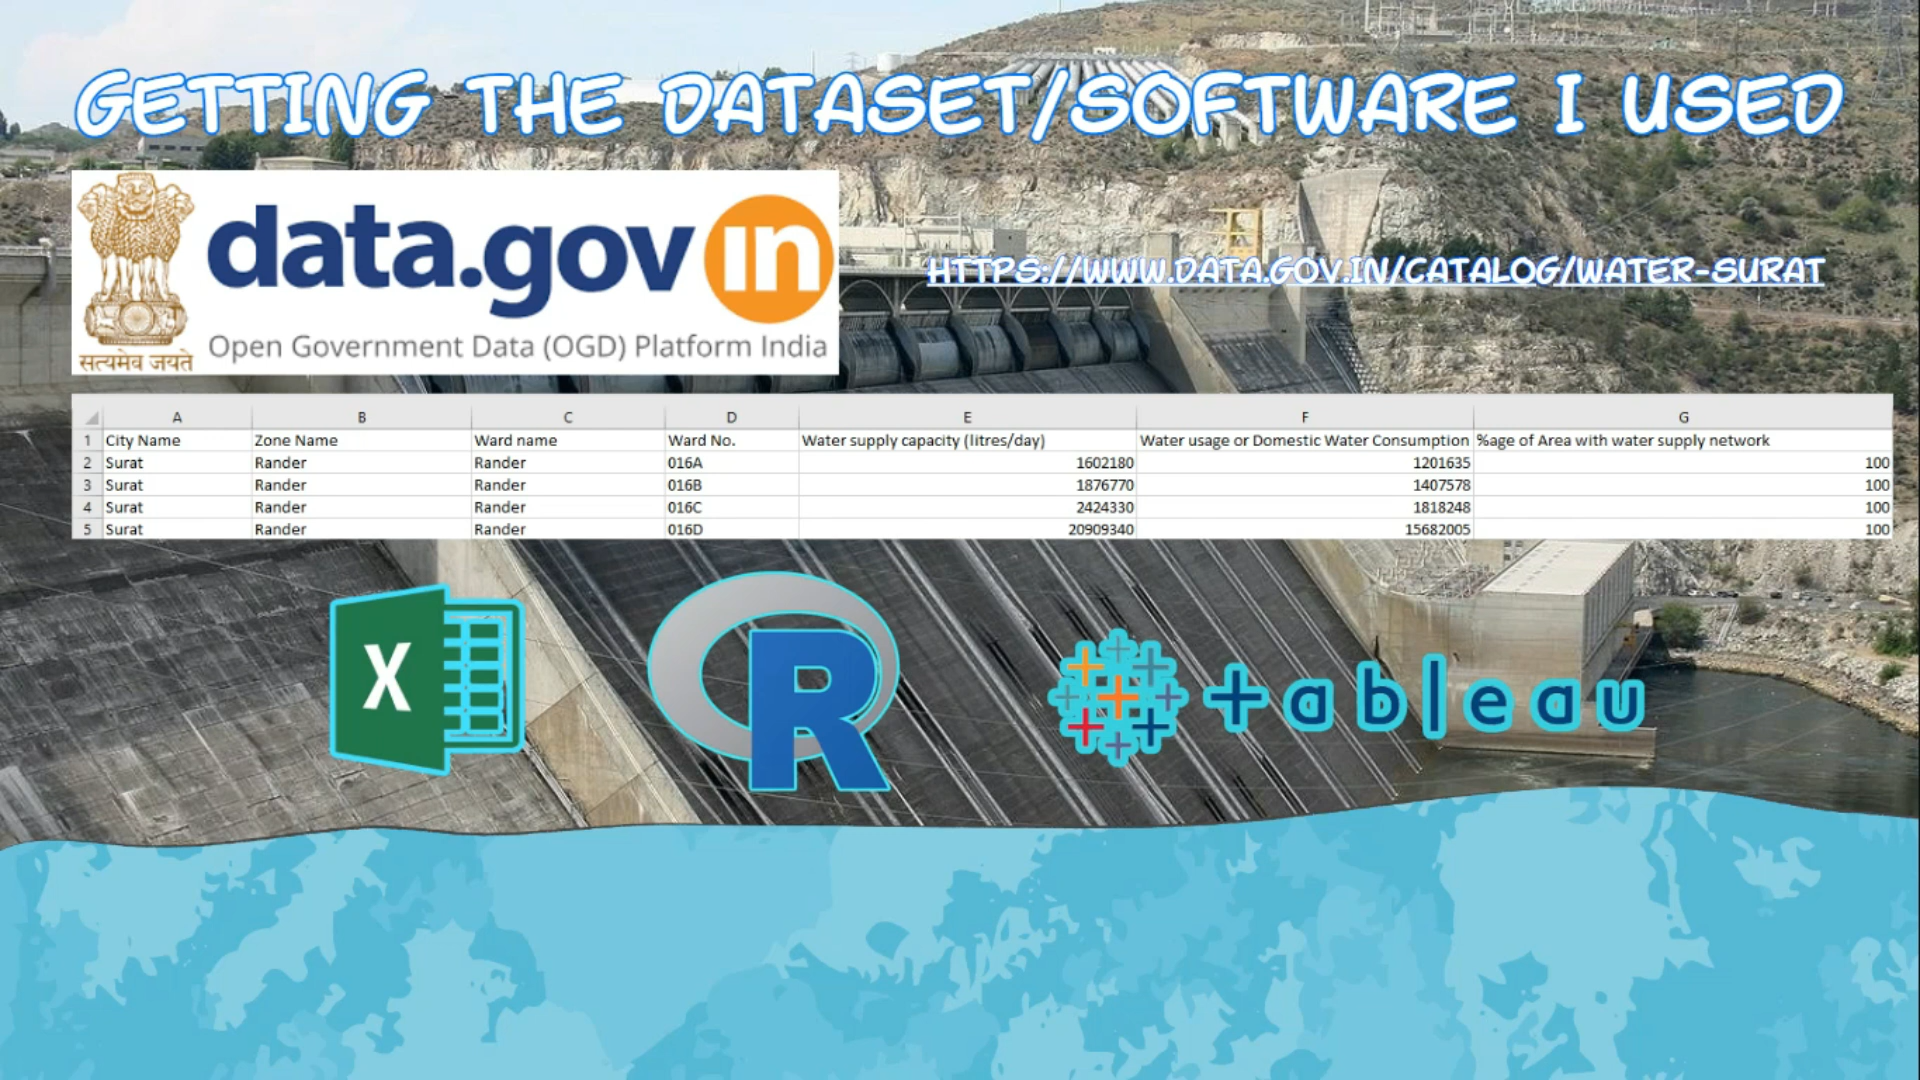 GETTING THE DATASET/SOFTWARE I USED
data.gov in
Open Government Data (OGD) Platform India
सत्यमेव जयते
HTTPS://WWW.DATA.GOV.IN/CATALOG/WATER-SURAT
A B C D E F G
1 City Name Zone Name Ward name Ward No. Water supply capacity (litres/day) Water usage or Domestic Water Consumption %age of Area with water supply network
2 Surat Rander Rander 016A 1602180 1201635 100
3 Surat Rander Rander 016B 1876770 1407578 100
4 Surat Rander Rander 016C 2424330 1818248 100
5 Surat Rander Rander 016D 20909340 15682005 100
X
R
tableau